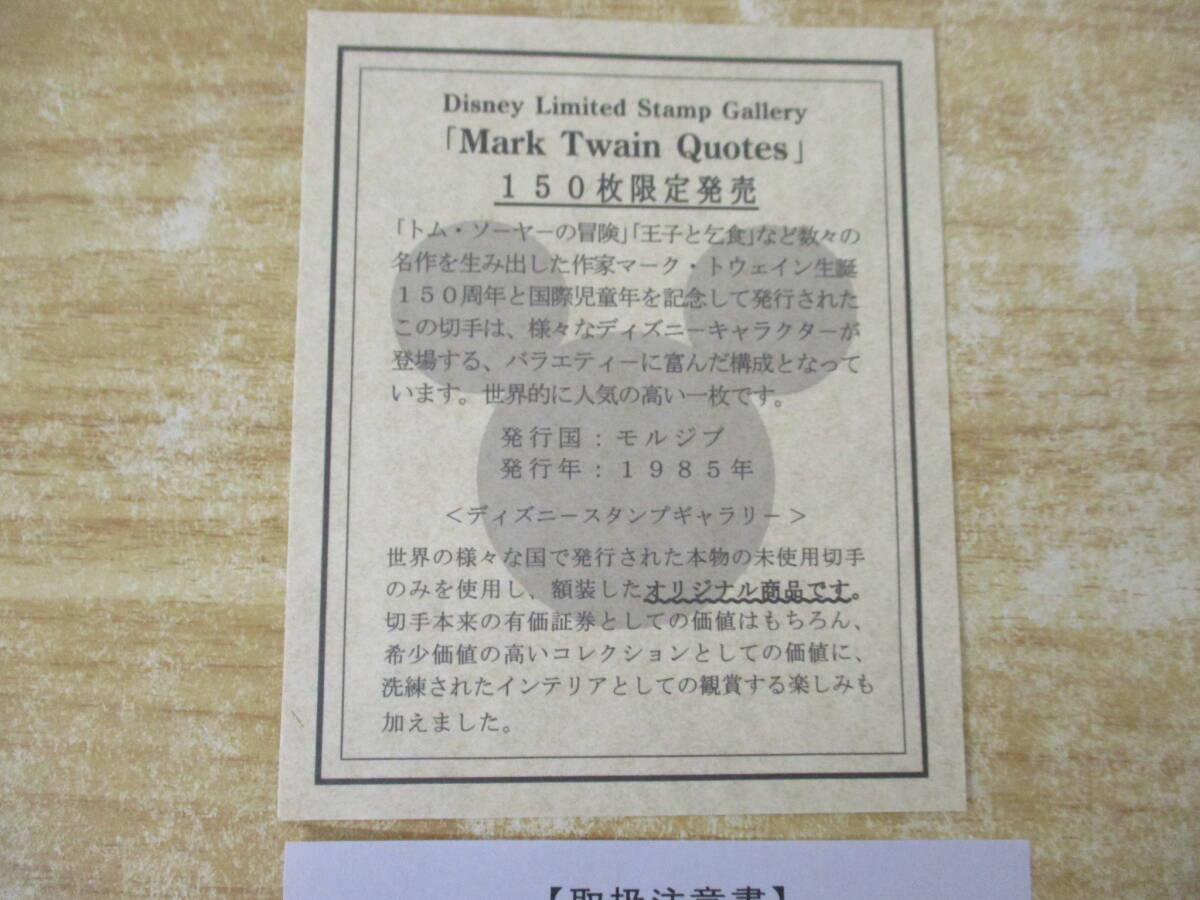 Disney Limited Stamp Gallery
「Mark Twain Quotes」
１５０枚限定発売
「トム・ソーヤーの冒険」「王子と乞食」など数々の
名作を生み出した作家マーク・トウェイン生誕
１５０周年と国際児童年を記念して発行された
この切手は、様々なディズニーキャラクターが
登場する、バラエティーに富んだ構成となって
います。世界的に人気の高い一枚です。
発行国：モルジブ
発行年：１９８５年
＜ディズニースタンプギャラリー＞
世界の様々な国で発行された本物の未使用切手
のみを使用し、額装したオリジナル商品です。
切手本来の有価証券としての価値はもちろん、
希少価値の高いコレクションとしての価値に、
洗練されたインテリアとしての観賞する楽しみも
加えました。
【取扱注意書】